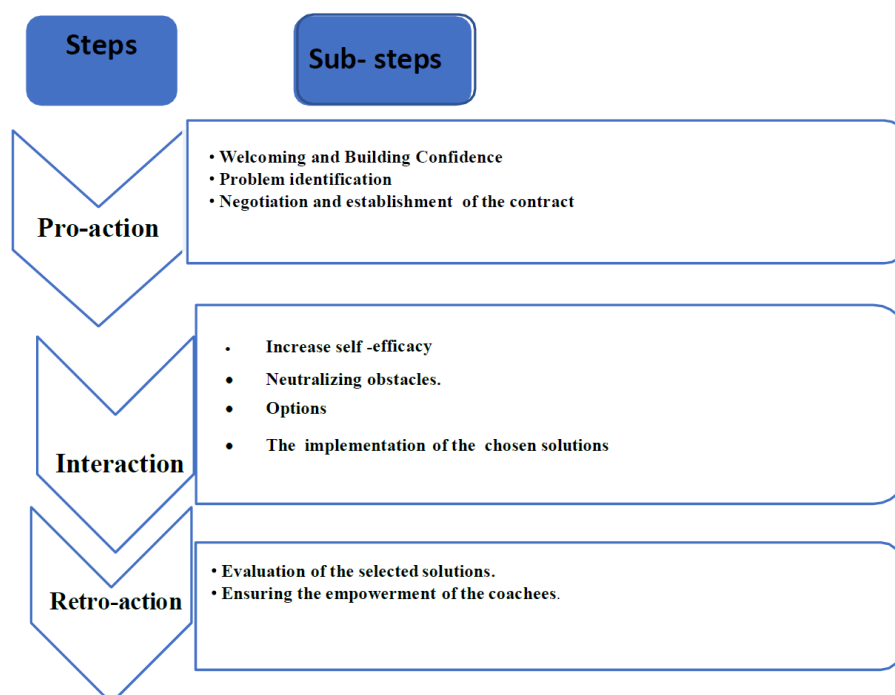 Steps
Sub- steps
Pro-action
• Welcoming and Building Confidence
• Problem identification
• Negotiation and establishment of the contract
Interaction
• Increase self -efficacy
• Neutralizing obstacles.
• Options
• The implementation of the chosen solutions
Retro-action
• Evaluation of the selected solutions.
• Ensuring the empowerment of the coachees.